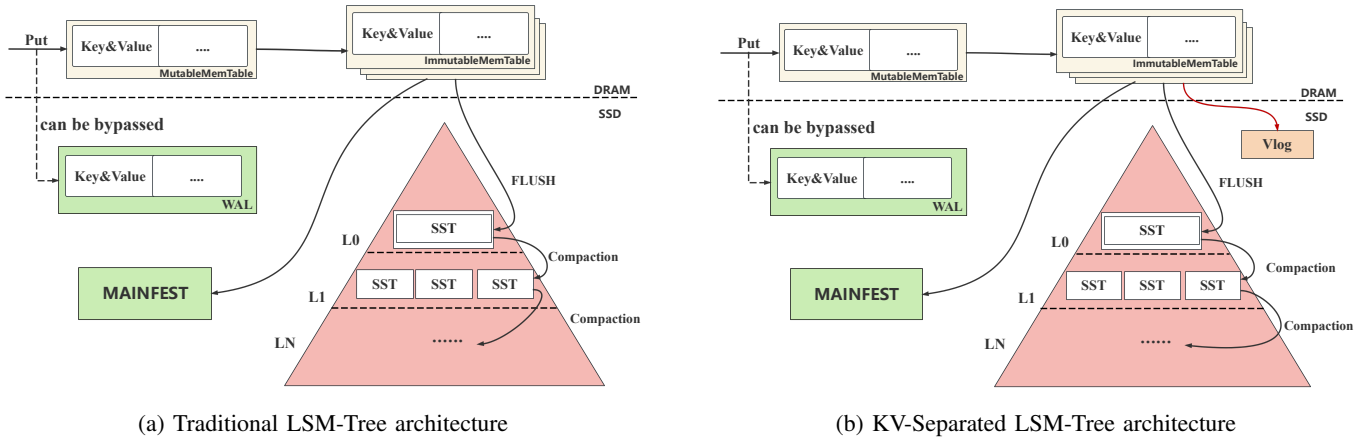 Put
Key&Value
....
MutableMemTable
Key&Value
....
ImmutableMemTable
DRAM
SSD
can be bypassed
Key&Value
....
WAL
FLUSH
SST
L0
Compaction
MAINFEST
SST
SST
SST
L1
Compaction
LN
......
(a) Traditional LSM-Tree architecture
Put
Key&Value
....
MutableMemTable
Key&Value
....
ImmutableMemTable
DRAM
SSD
can be bypassed
Vlog
Key&Value
....
WAL
FLUSH
SST
L0
Compaction
MAINFEST
SST
SST
SST
L1
Compaction
LN
......
(b) KV-Separated LSM-Tree architecture